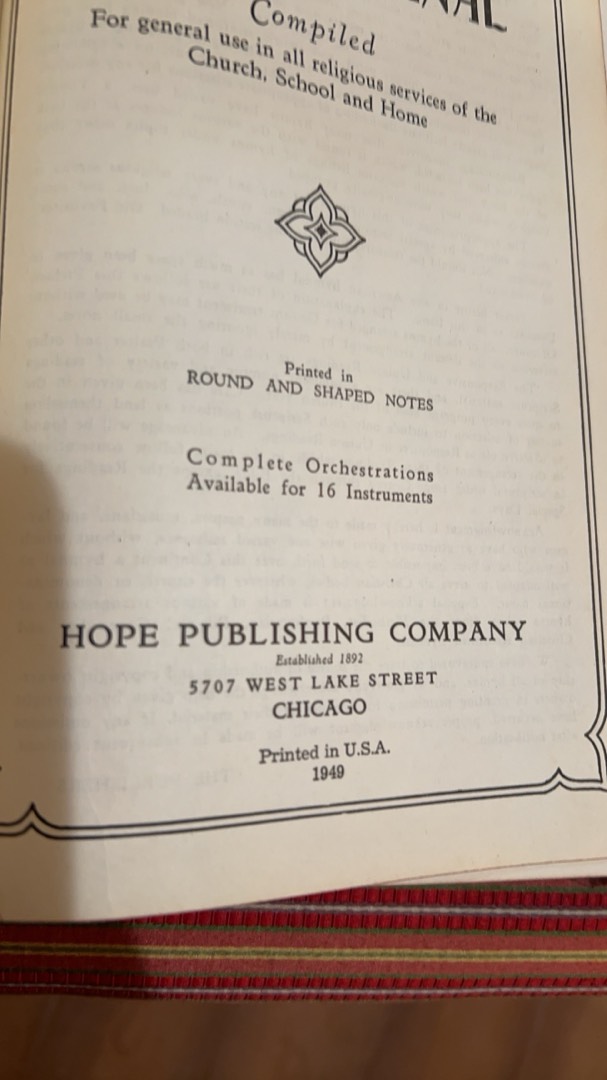 Compiled
For general use in all religious services of the
Church, School and Home
Printed in
ROUND AND SHAPED NOTES
Complete Orchestrations
Available for 16 Instruments
HOPE PUBLISHING COMPANY
Established 1892
5707 WEST LAKE STREET
CHICAGO
Printed in U.S.A.
1949